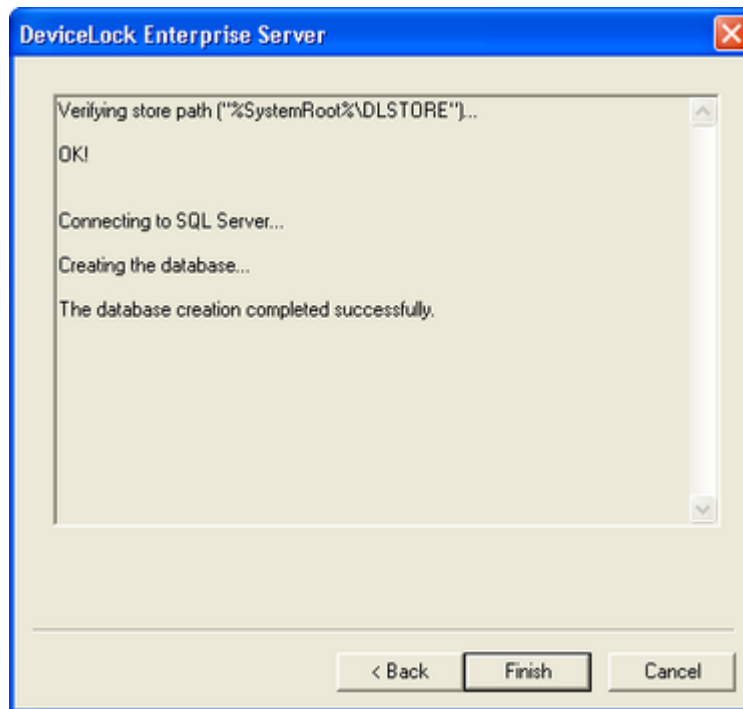 DeviceLock Enterprise Server
Verifying store path ("%SystemRoot%\DLSTORE")...
OK!
Connecting to SQL Server...
Creating the database...
The database creation completed successfully.
< Back
Finish
Cancel